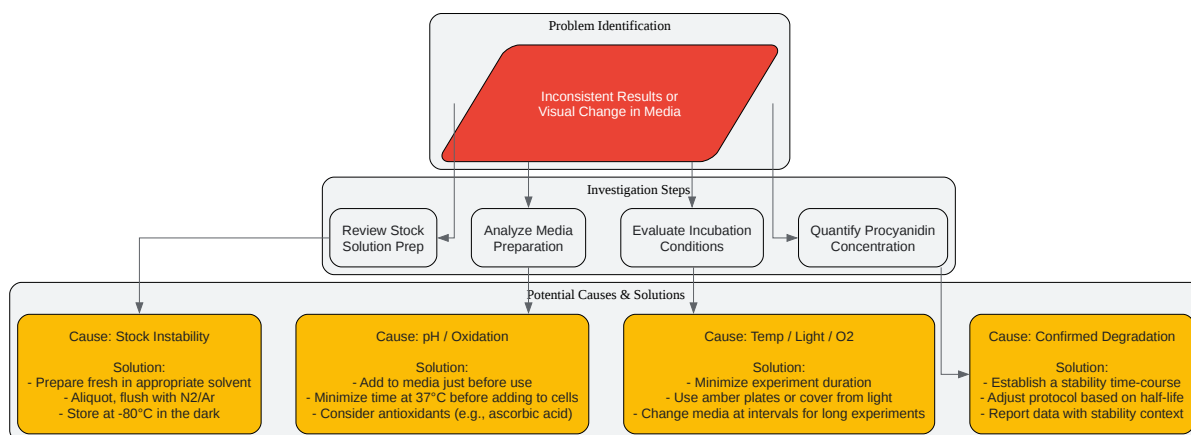 Problem Identification
Inconsistent Results or
Visual Change in Media
Investigation Steps
Review Stock
Solution Prep
Analyze Media
Preparation
Evaluate Incubation
Conditions
Quantify Procyanidin
Concentration
Potential Causes & Solutions
Cause: Stock Instability
Solution:
- Prepare fresh in appropriate solvent
- Aliquot, flush with N2/Ar
- Store at -80°C in the dark
Cause: pH / Oxidation
Solution:
- Add to media just before use
- Minimize time at 37°C before adding to cells
- Consider antioxidants (e.g., ascorbic acid)
Cause: Temp / Light / O2
Solution:
- Minimize experiment duration
- Use amber plates or cover from light
- Change media at intervals for long experiments
Cause: Confirmed Degradation
Solution:
- Establish a stability time-course
- Adjust protocol based on half-life
- Report data with stability context